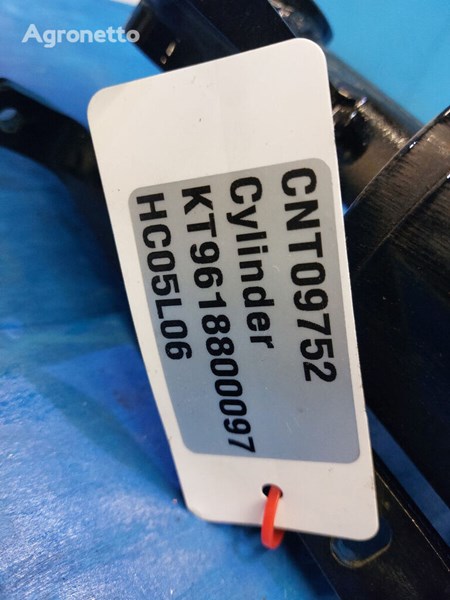 Agronetto
CNT09752
Cylinder
KT9618800097
HC05L06